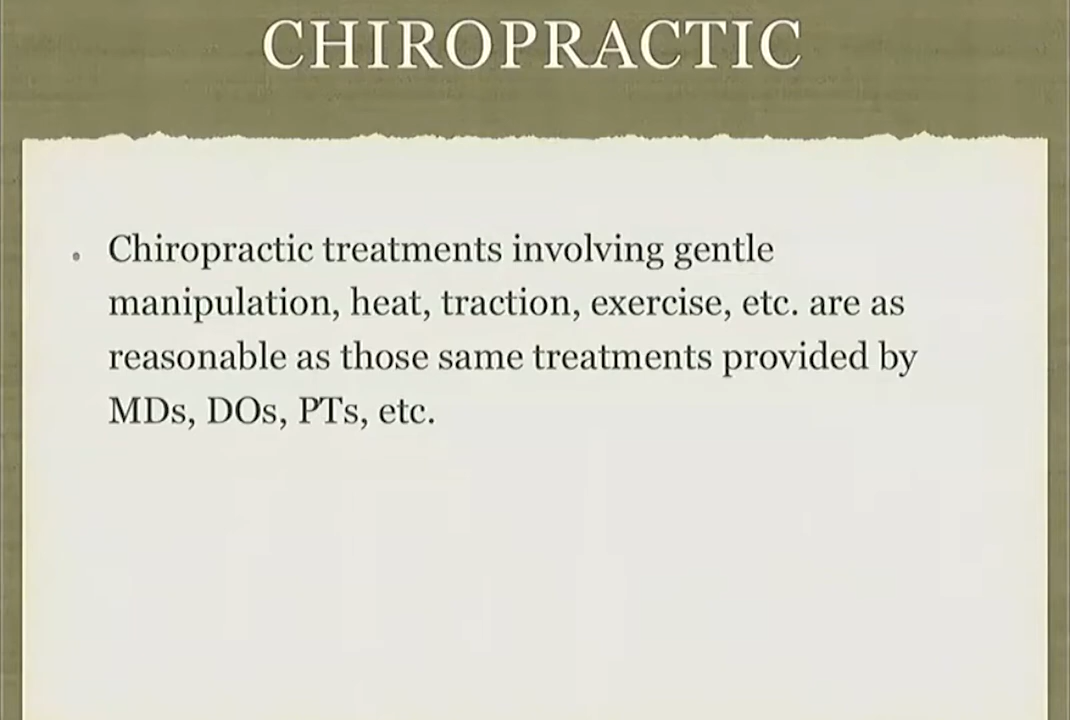 CHIROPRACTIC
• Chiropractic treatments involving gentle
manipulation, heat, traction, exercise, etc. are as
reasonable as those same treatments provided by
MDs, DOs, PTs, etc.